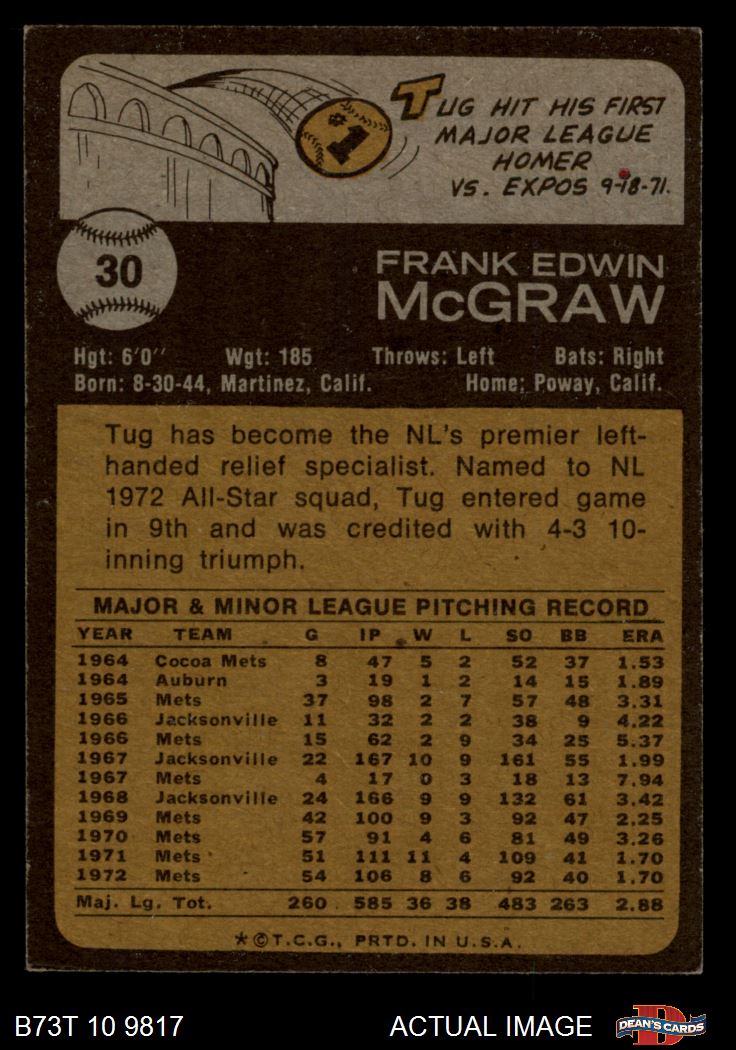 #1
TUG HIT HIS FIRST
MAJOR LEAGUE
HOMER
VS. EXPOS 9-18-71.
30
FRANK EDWIN
McGRAW
Hgt: 6'0" Wgt: 185 Throws: Left Bats: Right
Born: 8-30-44, Martinez, Calif. Home: Poway, Calif.
Tug has become the NL's premier left-
handed relief specialist. Named to NL
1972 All-Star squad, Tug entered game
in 9th and was credited with 4-3 10-
inning triumph.
MAJOR & MINOR LEAGUE PITCHING RECORD
YEAR TEAM G IP W L SO BB ERA
1964 Cocoa Mets 8 47 5 2 52 37 1.53
1964 Auburn 3 19 1 2 14 15 1.89
1965 Mets 37 98 2 7 57 48 3.31
1966 Jacksonville 11 32 2 2 38 9 4.22
1966 Mets 15 62 2 9 34 25 5.37
1967 Jacksonville 22 167 10 9 161 55 1.99
1967 Mets 4 17 0 3 18 13 7.94
1968 Jacksonville 24 166 9 9 132 61 3.42
1969 Mets 42 100 9 3 92 47 2.25
1970 Mets 57 91 4 6 81 49 3.26
1971 Mets 51 111 11 4 109 41 1.70
1972 Mets 54 106 8 6 92 40 1.70
Maj. Lg. Tot. 260 585 36 38 483 263 2.88
*©T.C.G., PRTD. IN U.S.A.
B73T 10 9817 ACTUAL IMAGE D DEAN'S CARDS